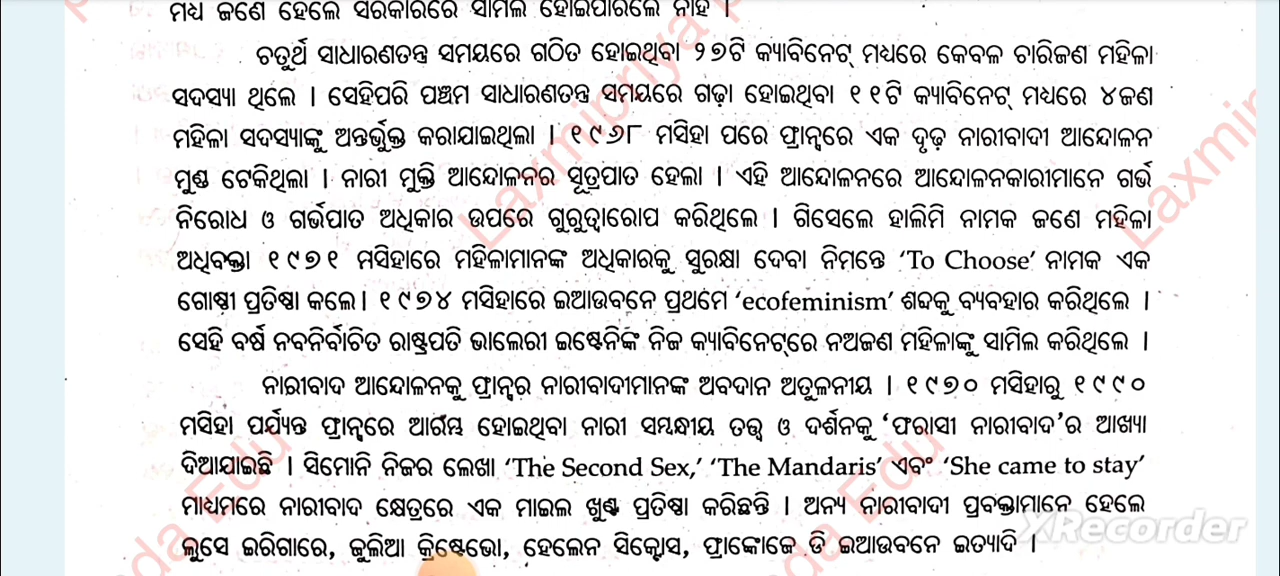 ମଧ୍ୟ ଜଣେ ହେଲେ ସରକାରରେ ସାମିଲ ହୋଇପାରିଲେ ନାହିଁ ।
ଚତୁର୍ଥ ସାଧାରଣତନ୍ତ୍ର ସମୟରେ ଗଠିତ ହୋଇଥିବା ୨୭ଟି କ୍ୟାବିନେଟ୍ ମଧ୍ୟରେ କେବଳ ଚାରିଜଣ ମହିଳା
ସଦସ୍ୟା ଥିଲେ । ସେହିପରି ପଞ୍ଚମ ସାଧାରଣତନ୍ତ୍ର ସମୟରେ ଗଢ଼ା ହୋଇଥିବା ୧୧ଟି କ୍ୟାବିନେଟ୍ ମଧ୍ୟରେ ୪ଜଣ
ମହିଳା ସଦସ୍ୟାଙ୍କୁ ଅନ୍ତର୍ଭୁକ୍ତ କରାଯାଇଥିଲା । ୧୯୬୮ ମସିହା ପରେ ଫ୍ରାନ୍ସରେ ଏକ ଦୃଢ଼ ନାରୀବାଦୀ ଆନ୍ଦୋଳନ
ମୁଣ୍ଡ ଟେକିଥିଲା । ନାରୀ ମୁକ୍ତି ଆନ୍ଦୋଳନର ସୂତ୍ରପାତ ହେଲା । ଏହି ଆନ୍ଦୋଳନରେ ଆନ୍ଦୋଳନକାରୀମାନେ ଗର୍ଭ
ନିରୋଧ ଓ ଗର୍ଭପାତ ଅଧିକାର ଉପରେ ଗୁରୁତ୍ୱାରୋପ କରିଥିଲେ । ଗିସେଲେ ହାଲିମି ନାମକ ଜଣେ ମହିଳା
ଅଧିବକ୍ତା ୧୯୭୧ ମସିହାରେ ମହିଳାମାନଙ୍କ ଅଧିକାରକୁ ସୁରକ୍ଷା ଦେବା ନିମନ୍ତେ ‘To Choose’ ନାମକ ଏକ
ଗୋଷ୍ଠୀ ପ୍ରତିଷ୍ଠା କଲେ । ୧୯୭୪ ମସିହାରେ ଇଆଉବନେ ପ୍ରଥମେ ‘ecofeminism’ ଶବ୍ଦକୁ ବ୍ୟବହାର କରିଥିଲେ ।
ସେହି ବର୍ଷ ନବନିର୍ବାଚିତ ରାଷ୍ଟ୍ରପତି ଭାଲେରୀ ଇଷ୍ଟେନିଙ୍କ ନିଜ କ୍ୟାବିନେଟ୍‌ରେ ନଅଜଣ ମହିଳାଙ୍କୁ ସାମିଲ କରିଥିଲେ ।
ନାରୀବାଦ ଆନ୍ଦୋଳନକୁ ଫ୍ରାନ୍ସର ନାରୀବାଦୀମାନଙ୍କ ଅବଦାନ ଅତୁଳନୀୟ । ୧୯୭୦ ମସିହାରୁ ୧୯୯୦
ମସିହା ପର୍ଯ୍ୟନ୍ତ ଫ୍ରାନ୍ସରେ ଆରମ୍ଭ ହୋଇଥିବା ନାରୀ ସମ୍ବନ୍ଧୀୟ ତତ୍ତ୍ୱ ଓ ଦର୍ଶନକୁ ‘ଫରାସୀ ନାରୀବାଦ’ର ଆଖ୍ୟା
ଦିଆଯାଇଛି । ସିମୋନି ନିଜର ଲେଖା ‘The Second Sex,’ ‘The Mandaris’ ଏବଂ ‘She came to stay’
ମାଧ୍ୟମରେ ନାରୀବାଦ କ୍ଷେତ୍ରରେ ଏକ ମାଇଲ ଖୁଣ୍ଟ ପ୍ରତିଷ୍ଠା କରିଛନ୍ତି । ଅନ୍ୟ ନାରୀବାଦୀ ପ୍ରବକ୍ତାମାନେ ହେଲେ
ଲୁସେ ଇରିଗାରେ, ଜୁଲିଆ କ୍ରିଷ୍ଟେଭୋ, ହେଲେନ ସିକ୍ସୋସ, ଫ୍ରାଙ୍କୋଜେ ଡି ଇଆଉବନେ ଇତ୍ୟାଦି ।
XRecorder